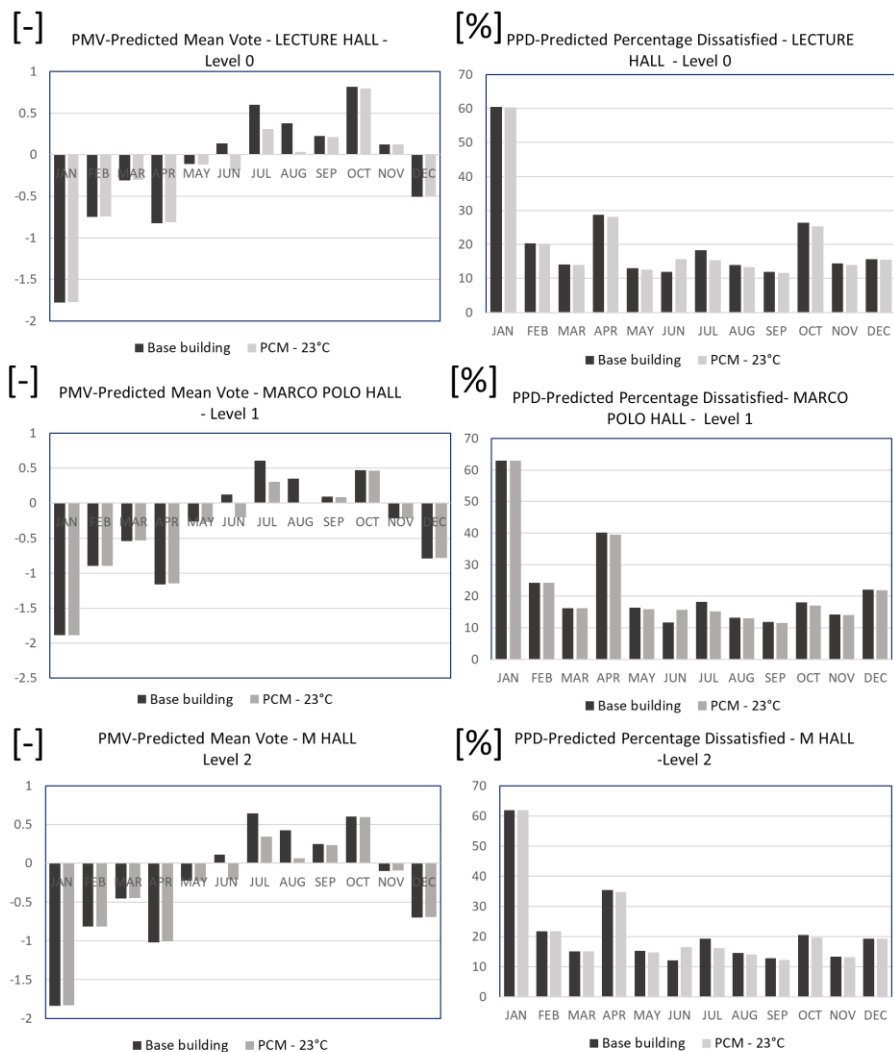 [-]
PMV-Predicted Mean Vote - LECTURE HALL -
Level 0
1
0.5
0
-0.5
-1
-1.5
-2
JAN FEB MAR APR MAY JUN JUL AUG SEP OCT NOV DEC
Base building PCM - 23°C
[%]
PPD-Predicted Percentage Dissatisfied - LECTURE
HALL - Level 0
70
60
50
40
30
20
10
0
JAN FEB MAR APR MAY JUN JUL AUG SEP OCT NOV DEC
Base building PCM - 23°C
[-]
PMV-Predicted Mean Vote - MARCO POLO HALL
- Level 1
1
0.5
0
-0.5
-1
-1.5
-2
-2.5
JAN FEB MAR APR MAY JUN JUL AUG SEP OCT NOV DEC
Base building PCM - 23°C
[%]
PPD-Predicted Percentage Dissatisfied- MARCO
POLO HALL - Level 1
70
60
50
40
30
20
10
0
JAN FEB MAR APR MAY JUN JUL AUG SEP OCT NOV DEC
Base building PCM - 23°C
[-]
PMV-Predicted Mean Vote - M HALL
Level 2
1
0.5
0
-0.5
-1
-1.5
-2
JAN FEB MAR APR MAY JUN JUL AUG SEP OCT NOV DEC
Base building PCM - 23°C
[%]
PPD-Predicted Percentage Dissatisfied - M HALL
-Level 2
70
60
50
40
30
20
10
0
JAN FEB MAR APR MAY JUN JUL AUG SEP OCT NOV DEC
Base building PCM - 23°C